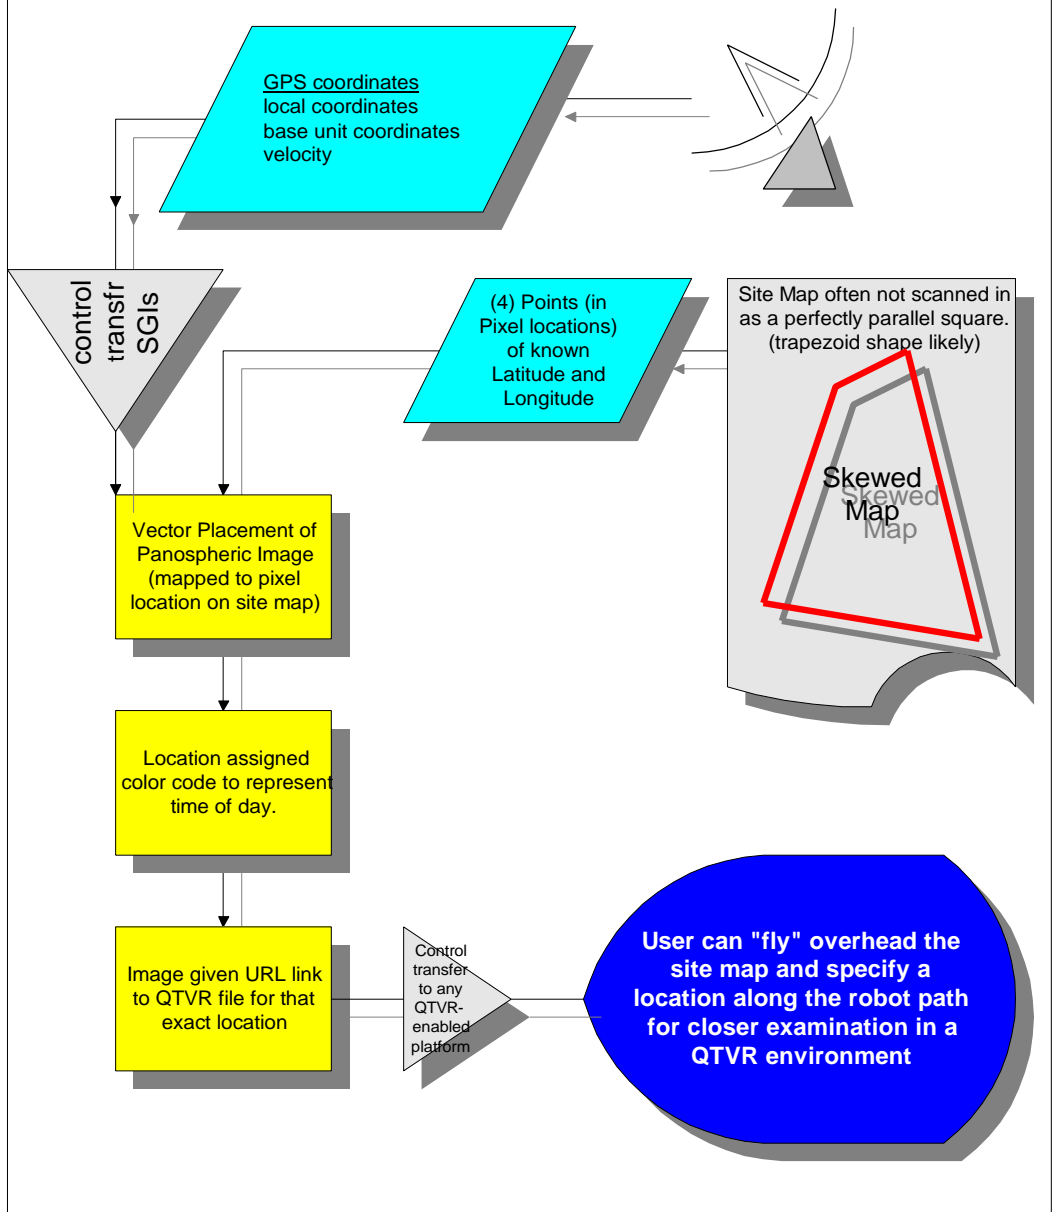 GPS coordinates
local coordinates
base unit coordinates
velocity
control
transfr
SGIs
(4) Points (in
Pixel locations)
of known
Latitude and
Longitude
Site Map often not scanned in
as a perfectly parallel square.
(trapezoid shape likely)
Skewed
Map
Skewed
Map
Vector Placement of
Panospheric Image
(mapped to pixel
location on site map)
Location assigned
color code to represent
time of day.
Image given URL link
to QTVR file for that
exact location
Control
transfer
to any
QTVR-
enabled
platform
User can "fly" overhead the
site map and specify a
location along the robot path
for closer examination in a
QTVR environment